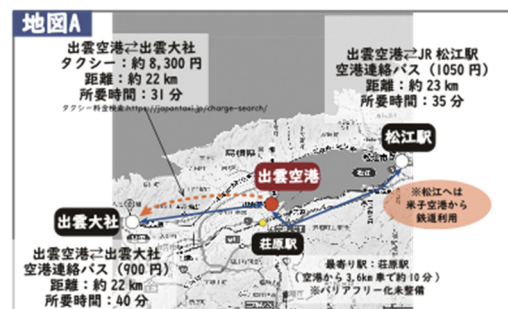 地図A
出雲空港⇄出雲大社
タクシー：約8,300円
距離：約22km
所要時間：31分
タクシー料金検索:https://japantaxi.jp/charge-search/
出雲空港⇄JR松江駅
空港連絡バス（1050円）
距離：約23km
所要時間：35分
松江駅
松江
出雲空港
※松江へは
米子空港から
鉄道利用
出雲大社
荘原駅
出雲空港⇄出雲大社
空港連絡バス（900円）
距離：約22km
所要時間：40分
最寄り駅：荘原駅
（空港から3.6km車で約10分）
※バリアフリー化未整備